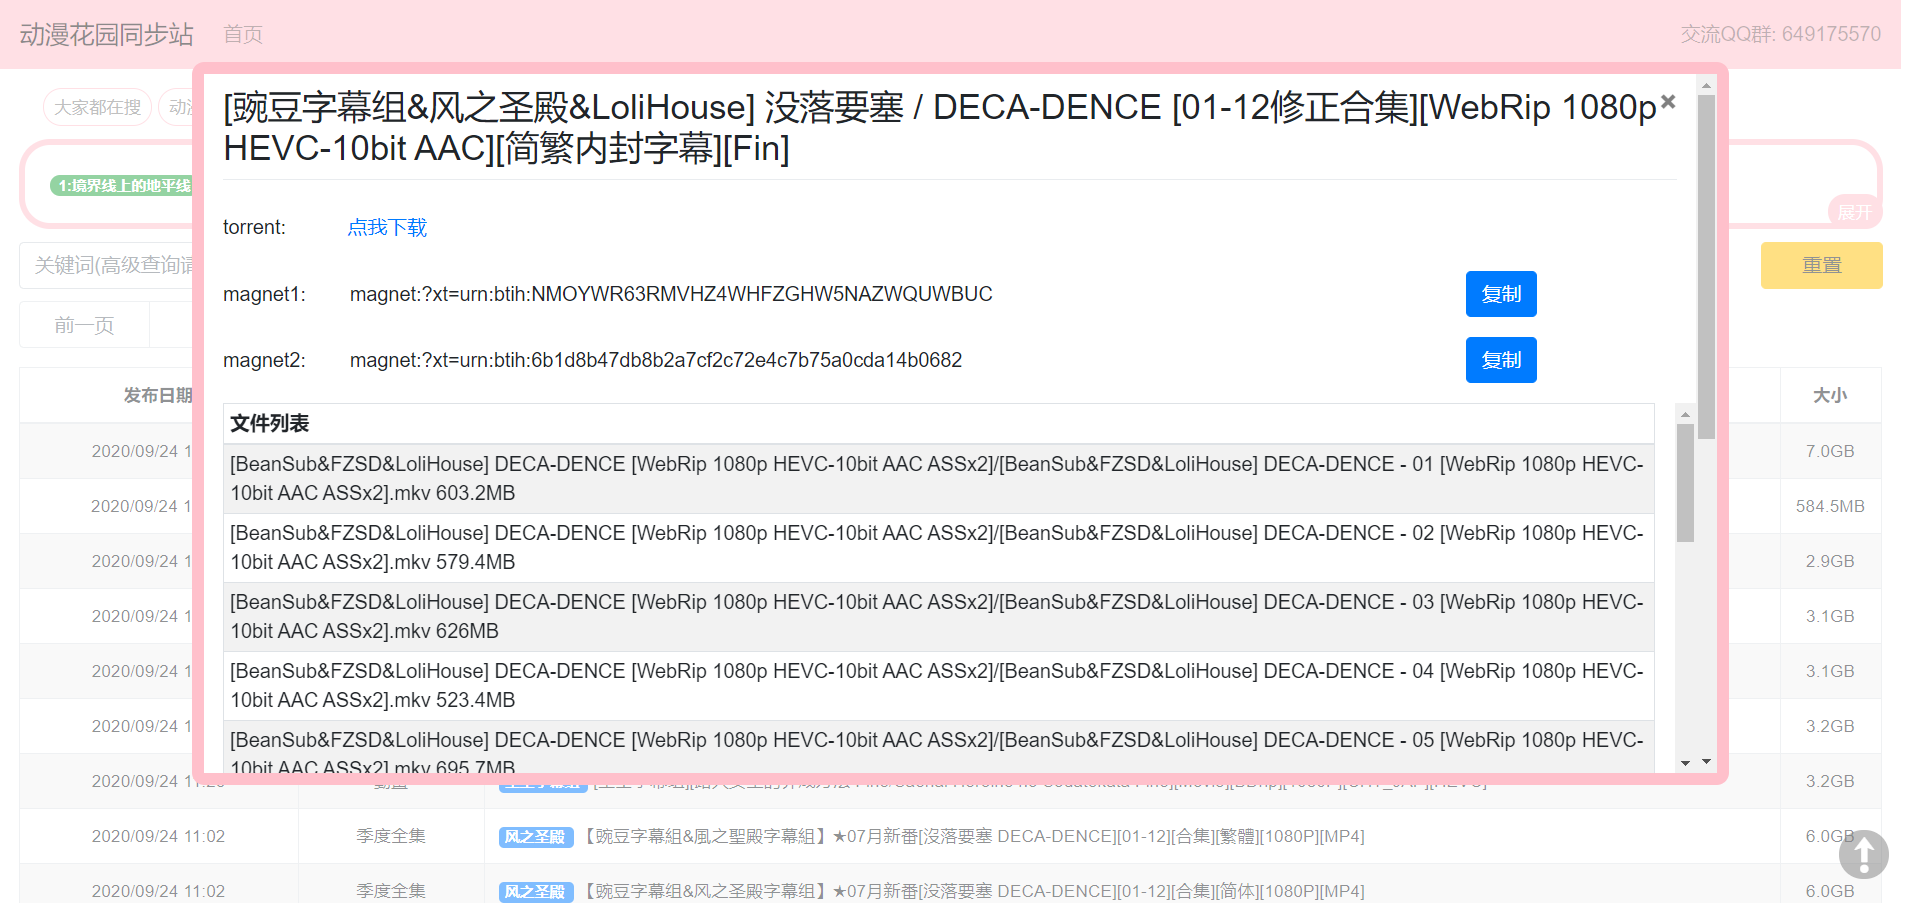 动漫花园同步站 首页 交流QQ群: 649175570
大家都在搜
[豌豆字幕组&风之圣殿&LoliHouse] 没落要塞 / DECA-DENCE [01-12修正合集][WebRip 1080p
HEVC-10bit AAC][简繁内封字幕][Fin]
×
1:境界线上的地平线
展开
torrent: 点我下载
关键词(高级查询请
重置
magnet1: magnet:?xt=urn:btih:NMOYWR63RMVHZ4WHFZGHW5NAZWQUWBUC 复制
前一页
magnet2: magnet:?xt=urn:btih:6b1d8b47db8b2a7cf2c72e4c7b75a0cda14b0682 复制
发布日期 大小
文件列表
2020/09/24 1 7.0GB
[BeanSub&FZSD&LoliHouse] DECA-DENCE [WebRip 1080p HEVC-10bit AAC ASSx2]/[BeanSub&FZSD&LoliHouse] DECA-DENCE - 01 [WebRip 1080p HEVC-
10bit AAC ASSx2].mkv 603.2MB
2020/09/24 1 584.5MB
[BeanSub&FZSD&LoliHouse] DECA-DENCE [WebRip 1080p HEVC-10bit AAC ASSx2]/[BeanSub&FZSD&LoliHouse] DECA-DENCE - 02 [WebRip 1080p HEVC-
10bit AAC ASSx2].mkv 579.4MB
2020/09/24 1 2.9GB
[BeanSub&FZSD&LoliHouse] DECA-DENCE [WebRip 1080p HEVC-10bit AAC ASSx2]/[BeanSub&FZSD&LoliHouse] DECA-DENCE - 03 [WebRip 1080p HEVC-
10bit AAC ASSx2].mkv 626MB
2020/09/24 1 3.1GB
[BeanSub&FZSD&LoliHouse] DECA-DENCE [WebRip 1080p HEVC-10bit AAC ASSx2]/[BeanSub&FZSD&LoliHouse] DECA-DENCE - 04 [WebRip 1080p HEVC-
10bit AAC ASSx2].mkv 523.4MB
2020/09/24 1 3.1GB
[BeanSub&FZSD&LoliHouse] DECA-DENCE [WebRip 1080p HEVC-10bit AAC ASSx2]/[BeanSub&FZSD&LoliHouse] DECA-DENCE - 05 [WebRip 1080p HEVC-
10bit AAC ASSx2].mkv 695.7MB
2020/09/24 1 3.2GB
2020/09/24 3.2GB
2020/09/24 11:02 季度全集 风之圣殿 【豌豆字幕組&風之聖殿字幕組】★07月新番[沒落要塞 DECA-DENCE][01-12][合集][繁體][1080P][MP4] 6.0GB
2020/09/24 11:02 季度全集 风之圣殿 【豌豆字幕组&风之圣殿字幕组】★07月新番[没落要塞 DECA-DENCE][01-12][合集][简体][1080P][MP4] 6.0GB